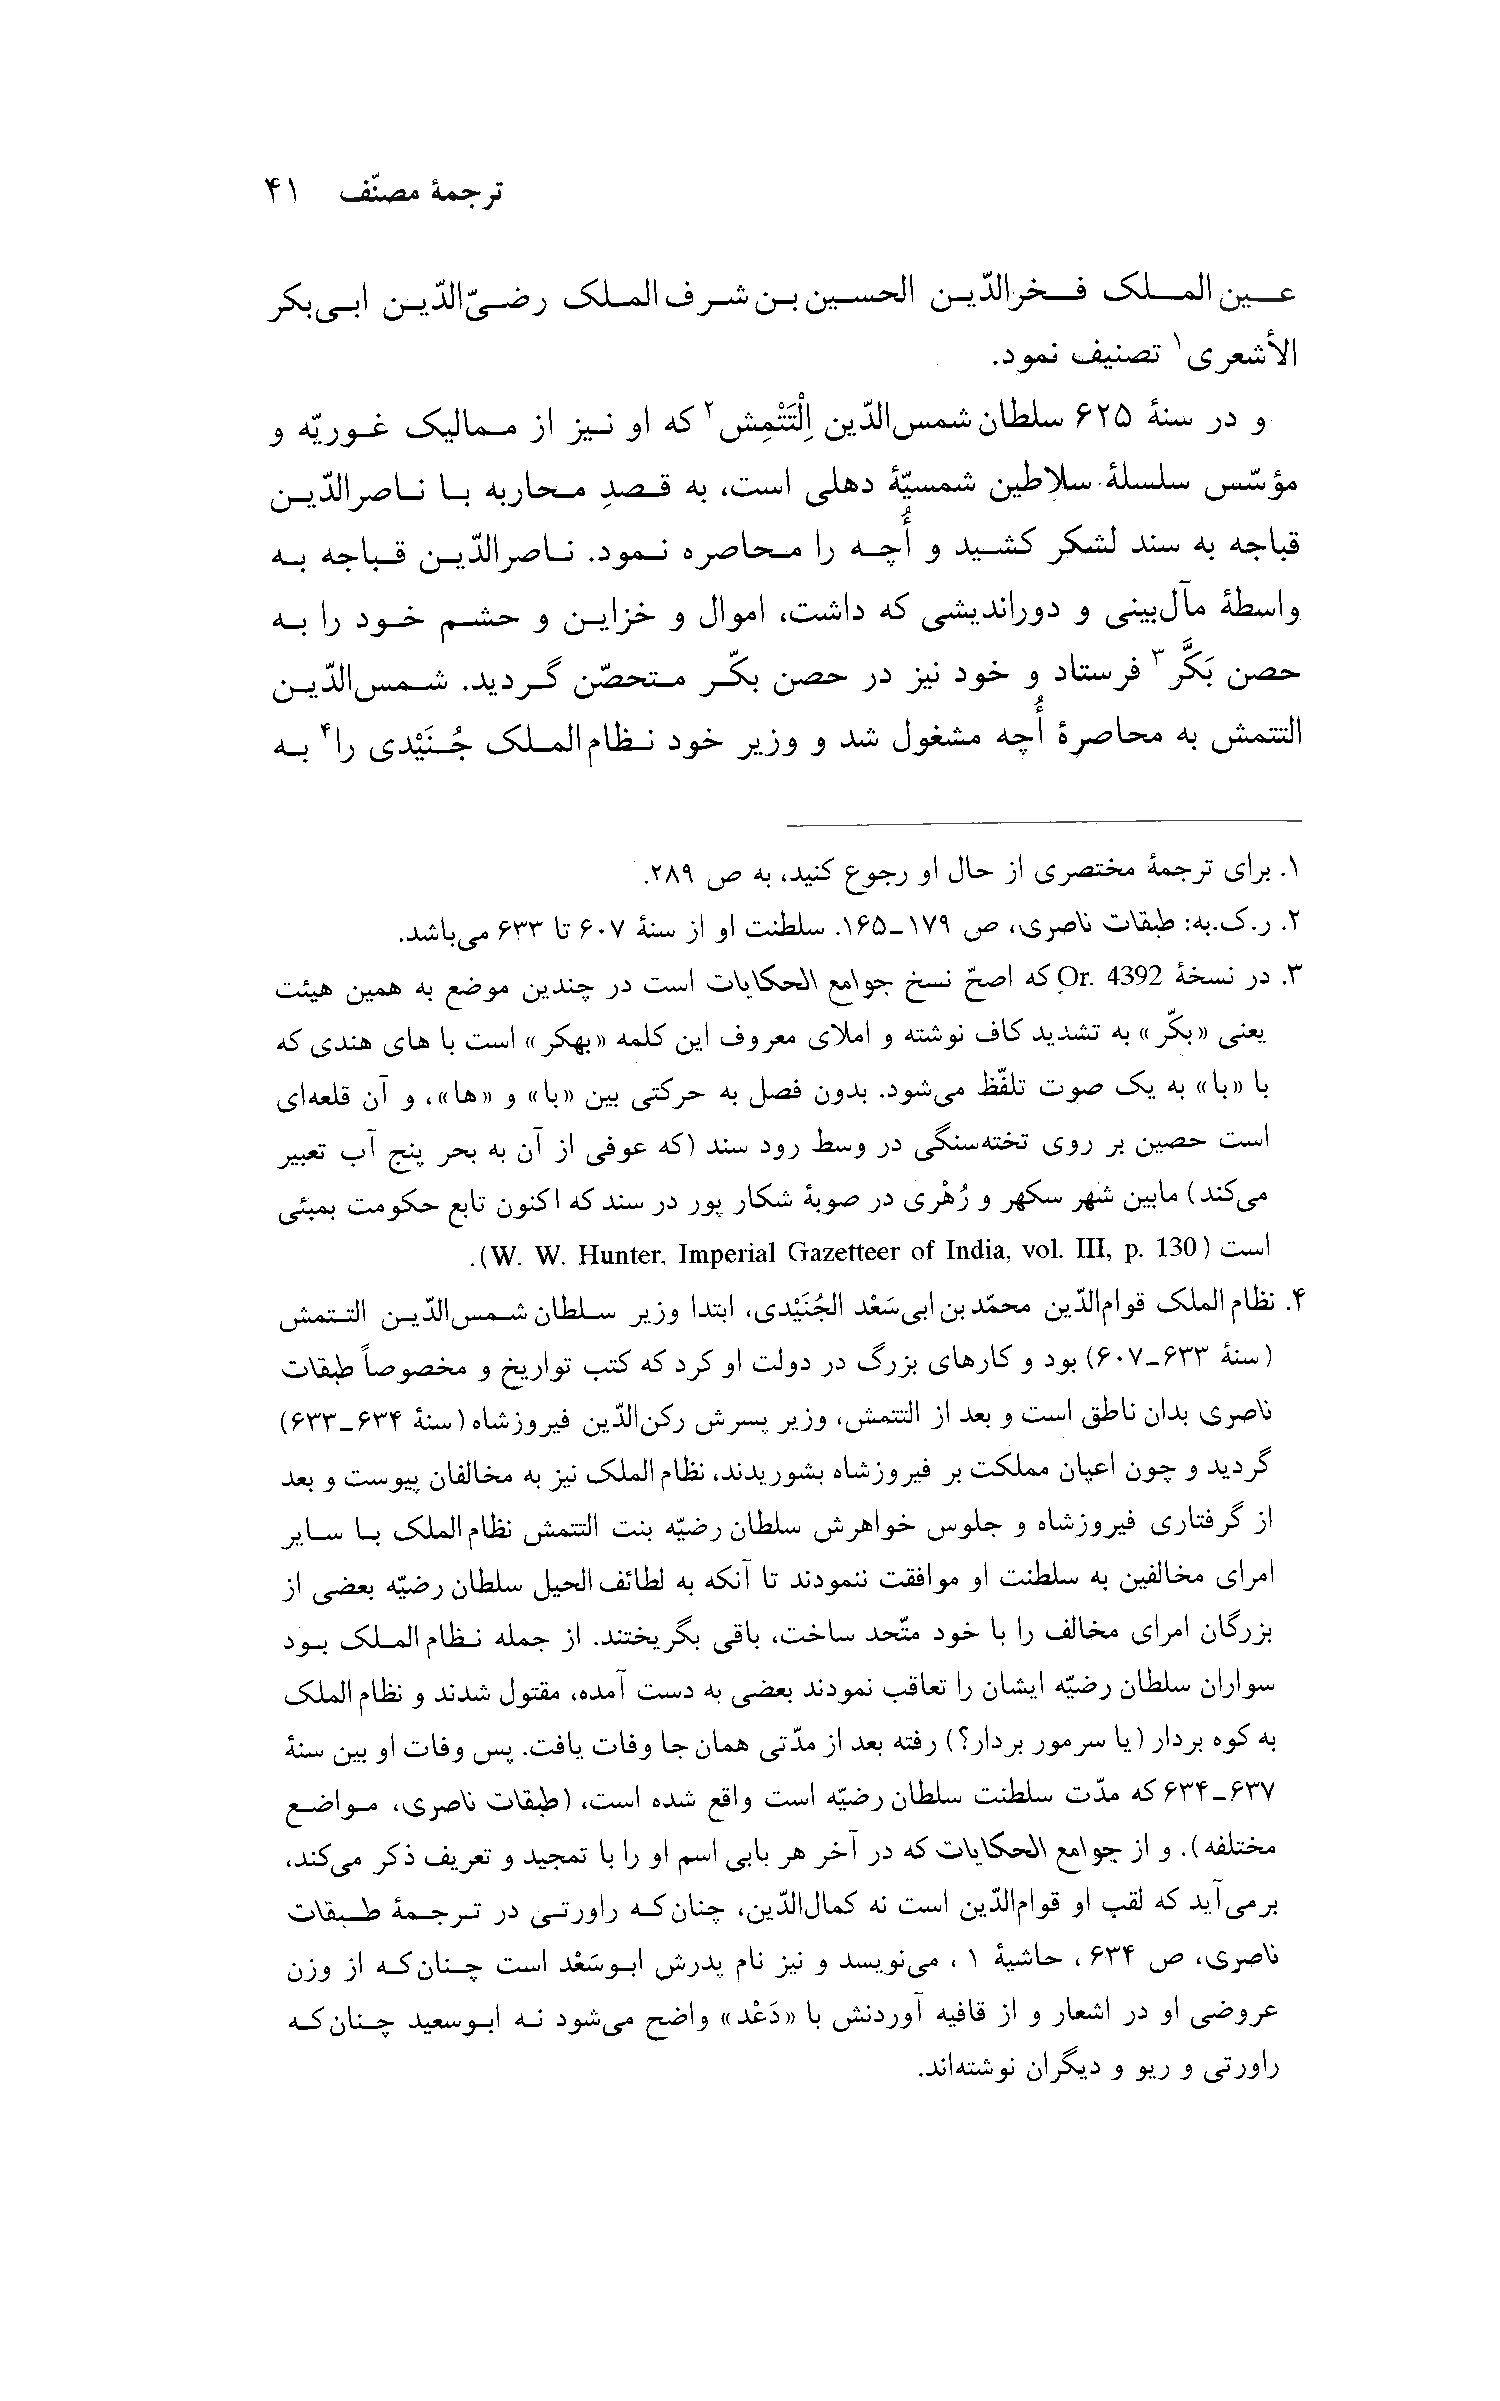 ترجمهٔ مصنّف ۴۱
عین‌الملک فخرالدّین الحسین‌بن‌شرف‌الملک رضیّ‌الدّین ابی‌بکر
الأشعری۱ تصنیف نمود.
و در سنهٔ ۶۲۵ سلطان شمس‌الدّین اِلْتَتْمِش۲ که او نیز از ممالیک غوریّه و
مؤسّس سلسلهٔ سلاطین شمسیّهٔ دهلی است، به قصدِ محاربه با ناصرالدّین
قباجه به سند لشکر کشید و اُچه را محاصره نمود. ناصرالدّین قباجه به
واسطهٔ مآل‌بینی و دوراندیشی که داشت، اموال و خزاین و حشم خود را به
حصن بَکَّر۳ فرستاد و خود نیز در حصن بکّر متحصّن گردید. شمس‌الدّین
التتمش به محاصرهٔ اُچه مشغول شد و وزیر خود نظام‌الملک جُنَیْدی را۴ به
۱. برای ترجمهٔ مختصری از حال او رجوع کنید، به ص ۲۸۹.
۲. ر.ک.به: طبقات ناصری، ص ۱۷۹ـ۱۶۵. سلطنت او از سنهٔ ۶۰۷ تا ۶۳۳ می‌باشد.
۳. در نسخهٔ Or. 4392 که اصحّ نسخ جوامع الحکایات است در چندین موضع به همین هیئت
یعنی «بکّر» به تشدید کاف نوشته و املای معروف این کلمه «بهکر» است با های هندی که
با «با» به یک صوت تلفّظ می‌شود. بدون فصل به حرکتی بین «با» و «ها»، و آن قلعه‌ای
است حصین بر روی تخته‌سنگی در وسط رود سند (که عوفی از آن به بحر پنج آب تعبیر
می‌کند) مابین شهر سکهر و رُهْری در صوبهٔ شکار پور در سند که اکنون تابع حکومت بمبئی
است (W. W. Hunter, Imperial Gazetteer of India, vol. III, p. 130).
۴. نظام‌الملک قوام‌الدّین محمّدبن‌ابی‌سَعْد الجُنَیْدی، ابتدا وزیر سلطان شمس‌الدّین التتمش
(سنهٔ ۶۳۳ـ۶۰۷) بود و کارهای بزرگ در دولت او کرد که کتب تواریخ و مخصوصاً طبقات
ناصری بدان ناطق است و بعد از التتمش، وزیر پسرش رکن‌الدّین فیروزشاه (سنهٔ ۶۳۴ـ۶۳۳)
گردید و چون اعیان مملکت بر فیروزشاه بشوریدند، نظام‌الملک نیز به مخالفان پیوست و بعد
از گرفتاری فیروزشاه و جلوس خواهرش سلطان رضیّه بنت التتمش نظام‌الملک با سایر
امرای مخالفین به سلطنت او موافقت ننمودند تا آنکه به لطائف‌الحیل سلطان رضیّه بعضی از
بزرگان امرای مخالف را با خود متّحد ساخت، باقی بگریختند. از جمله نظام‌الملک بود
سواران سلطان رضیّه ایشان را تعاقب نمودند بعضی به دست آمده، مقتول شدند و نظام‌الملک
به کوه بردار (یا سرمور بردار؟) رفته بعد از مدّتی همان جا وفات یافت. پس وفات او بین سنهٔ
۶۳۷ـ۶۳۴ که مدّت سلطنت سلطان رضیّه است واقع شده است، (طبقات ناصری، مواضع
مختلفه). و از جوامع الحکایات که در آخر هر بابی اسم او را با تمجید و تعریف ذکر می‌کند،
برمی‌آید که لقب او قوام‌الدّین است نه کمال‌الدّین، چنان‌که راورتی در ترجمهٔ طبقات
ناصری، ص ۶۳۴، حاشیهٔ ۱، می‌نویسد و نیز نام پدرش ابوسَعْد است چنان‌که از وزن
عروضی او در اشعار و از قافیه آوردنش با «دَعْد» واضح می‌شود نه ابوسعید چنان‌که
راورتی و ریو و دیگران نوشته‌اند.